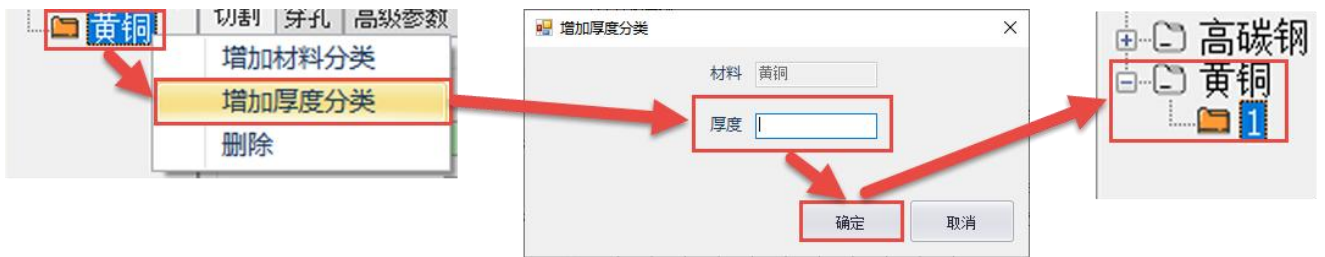 黄铜
切割 穿孔 高级参数
增加材料分类
增加厚度分类
删除
增加厚度分类
材料 黄铜
厚度
确定 取消
高碳钢
黄铜
1